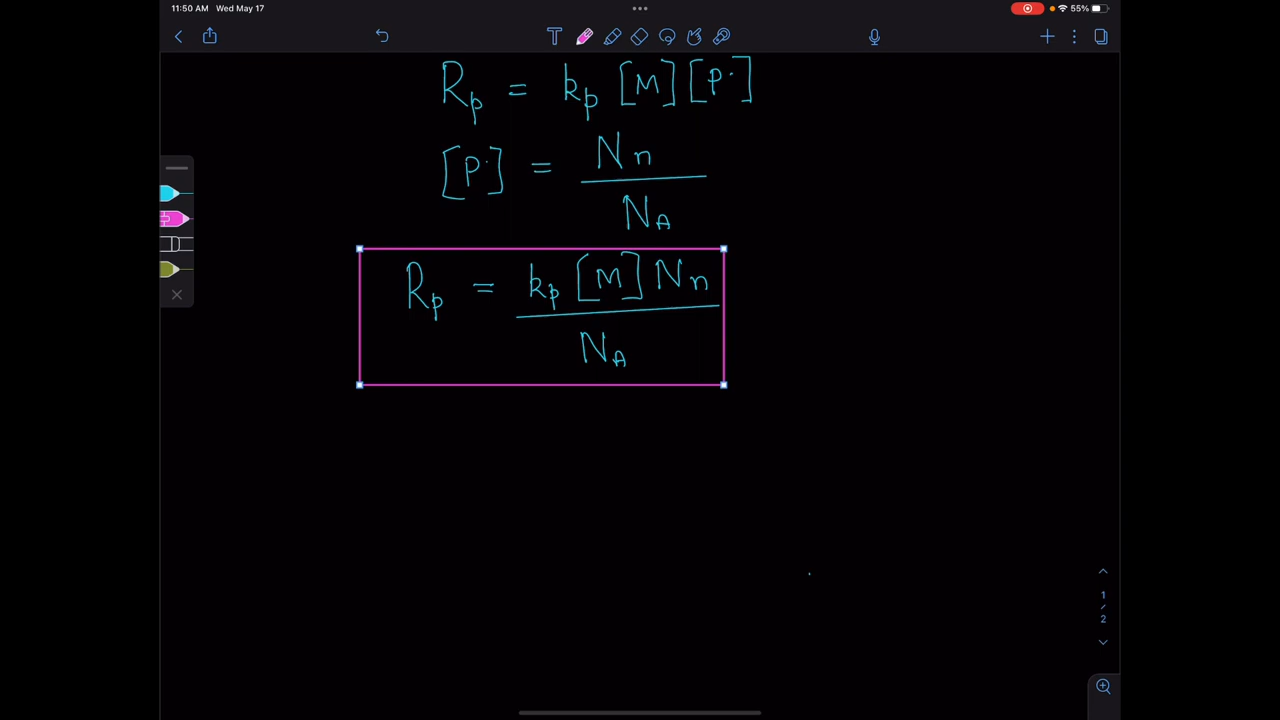 11:50 AM Wed May 17
55%
T
Rp = kp [M][P·]
[P·] = Nn / NA
Rp = kp [M] Nn / NA
1
/
2